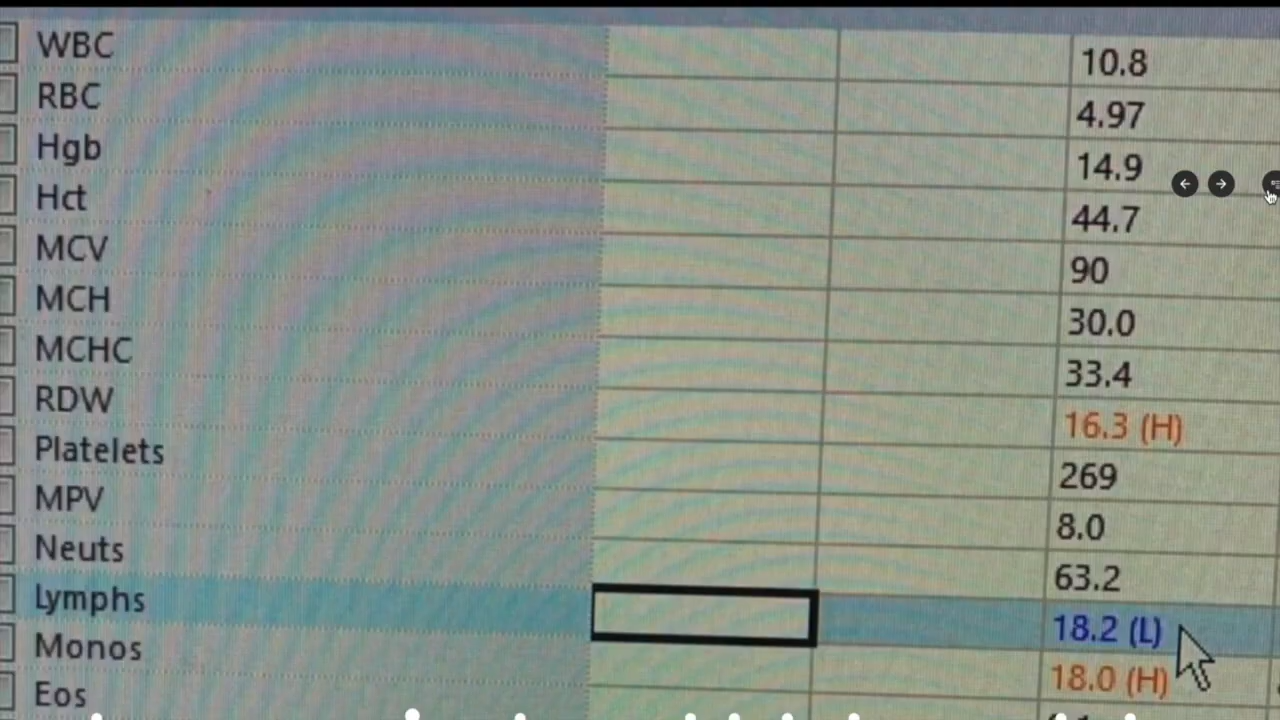 WBC 10.8
RBC 4.97
Hgb 14.9
Hct 44.7
MCV 90
MCH 30.0
MCHC 33.4
RDW 16.3 (H)
Platelets 269
MPV 8.0
Neuts 63.2
Lymphs 18.2 (L)
Monos 18.0 (H)
Eos